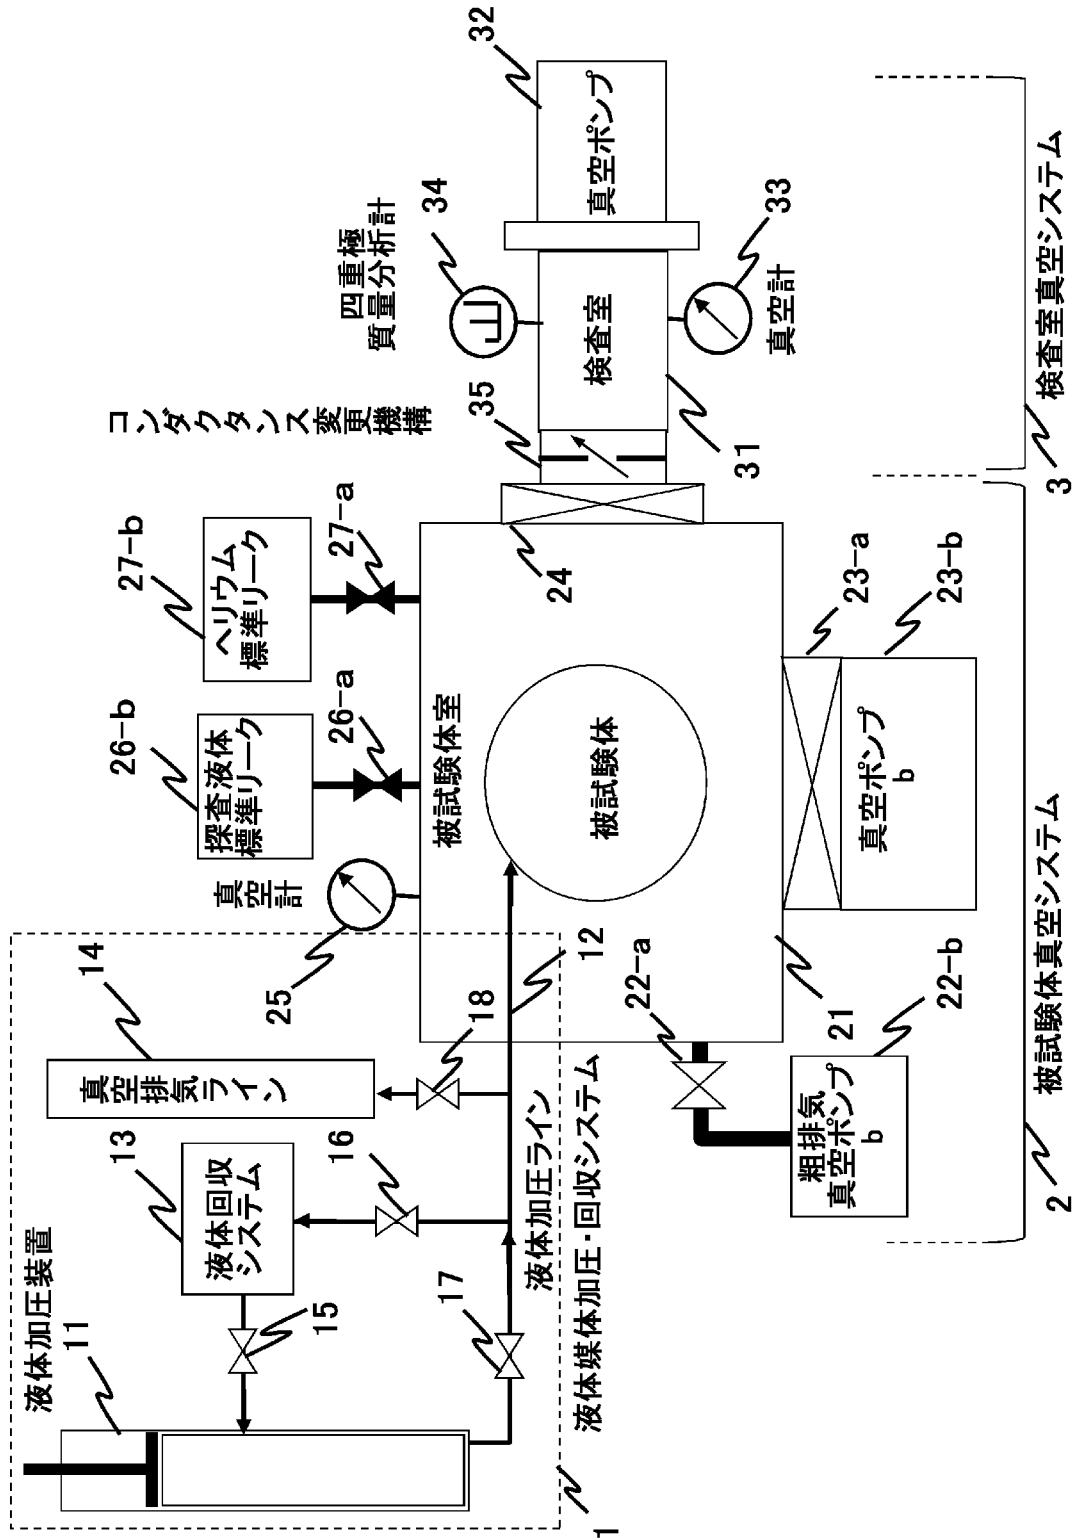 液体加圧装置
11
液体回収
システム
13
真空排気ライン
14
15
16
17
18
12
液体加圧ライン
液体媒体加圧・回収システム
1
真空計
25
探査液体
標準リーク
26-b
26-a
ヘリウム
標準リーク
27-b
27-a
被試験体室
被試験体
21
22-a
粗排気
真空ポンプ
b
22-b
真空ポンプ
b
23-a
23-b
24
被試験体真空システム
2
コンダクタンス変更機構
35
四重極
質量分析計
34
検査室
31
真空計
33
真空ポンプ
32
検査室真空システム
3